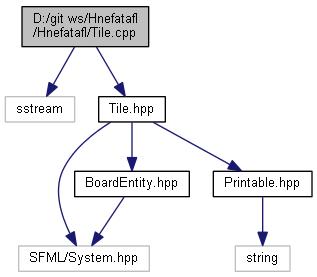 D:/git ws/Hnefatafl
/Hnefatafl/Tile.cpp
sstream
Tile.hpp
BoardEntity.hpp
Printable.hpp
SFML/System.hpp
string